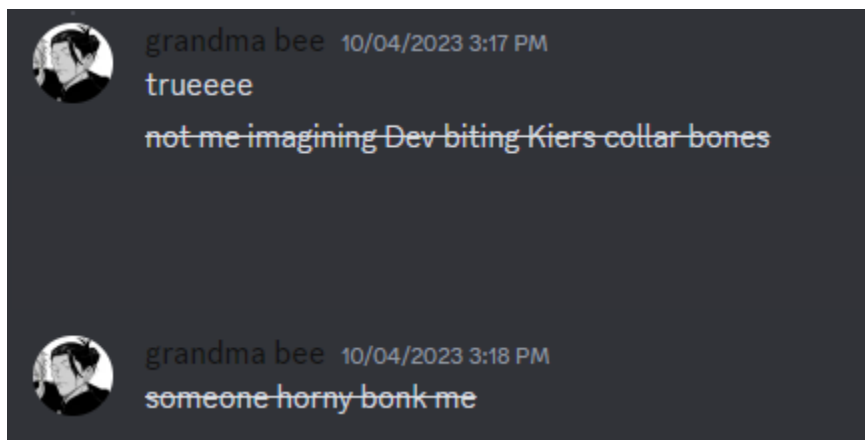 grandma bee 10/04/2023 3:17 PM
trueeee
not me imagining Dev biting Kiers collar bones
grandma bee 10/04/2023 3:18 PM
someone horny bonk me